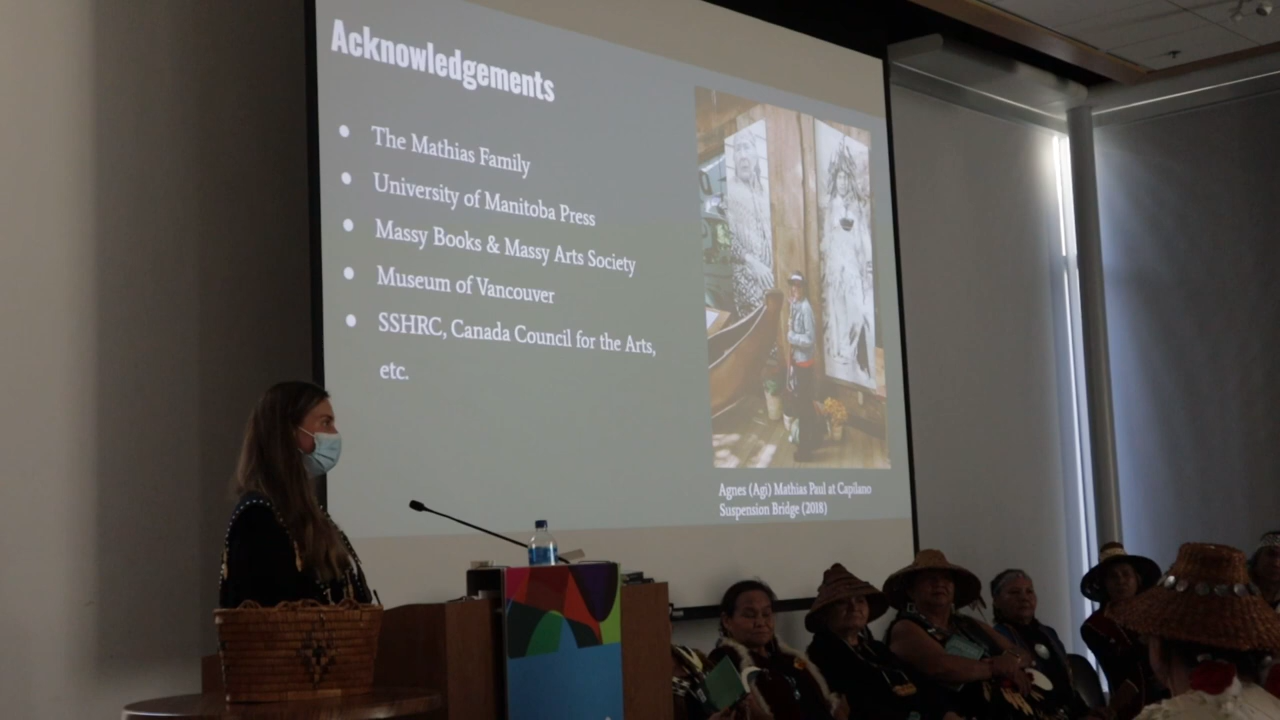 Acknowledgements
The Mathias Family
University of Manitoba Press
Massy Books & Massy Arts Society
Museum of Vancouver
SSHRC, Canada Council for the Arts,
etc.
Agnes (Agi) Mathias Paul at Capilano
Suspension Bridge (2018)